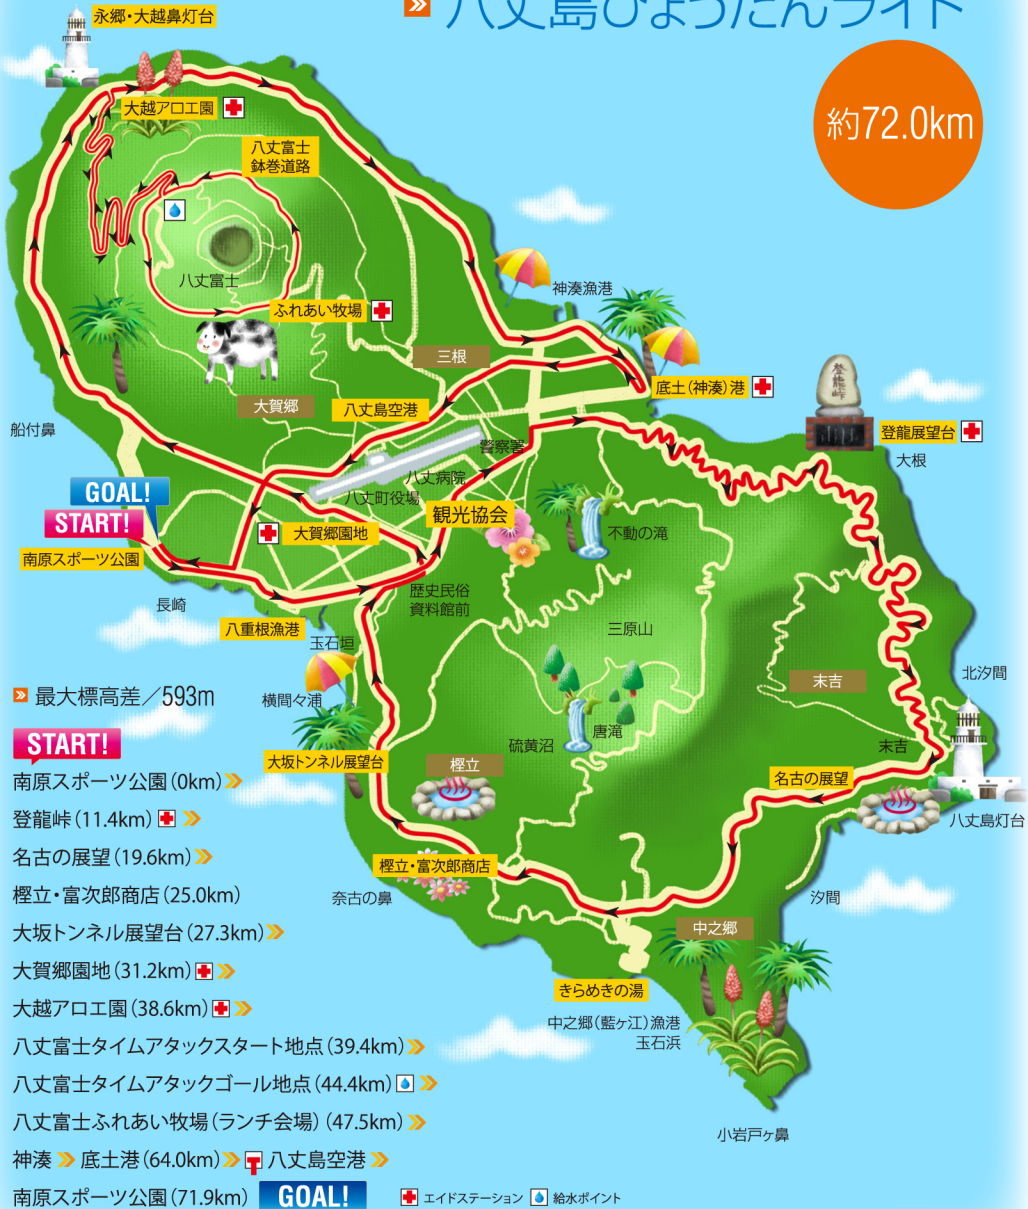 八丈島ひょうたんライド
約72.0km
永郷・大越鼻灯台
大越アロエ園
八丈富士
鉢巻道路
八丈富士
ふれあい牧場
神湊漁港
三根
底土(神湊)港
大賀郷
八丈島空港
登龍峠
登龍展望台
大根
船付鼻
警察署
八丈病院
八丈町役場
観光協会
GOAL!
START!
大賀郷園地
不動の滝
南原スポーツ公園
歴史民俗
資料館前
長崎
八重根漁港
玉石垣
三原山
末吉
北汐間
横間々浦
唐滝
硫黄沼
末吉
大坂トンネル展望台
樫立
名古の展望
八丈島灯台
樫立・富次郎商店
奈古の鼻
汐間
中之郷
きらめきの湯
中之郷(藍ヶ江)漁港
玉石浜
小岩戸ヶ鼻
最大標高差／593m
START!
南原スポーツ公園(0km)
登龍峠(11.4km)
名古の展望(19.6km)
樫立・富次郎商店(25.0km)
大坂トンネル展望台(27.3km)
大賀郷園地(31.2km)
大越アロエ園(38.6km)
八丈富士タイムアタックスタート地点(39.4km)
八丈富士タイムアタックゴール地点(44.4km)
八丈富士ふれあい牧場(ランチ会場)(47.5km)
神湊 底土港(64.0km) 八丈島空港
南原スポーツ公園(71.9km) GOAL!
エイドステーション 給水ポイント